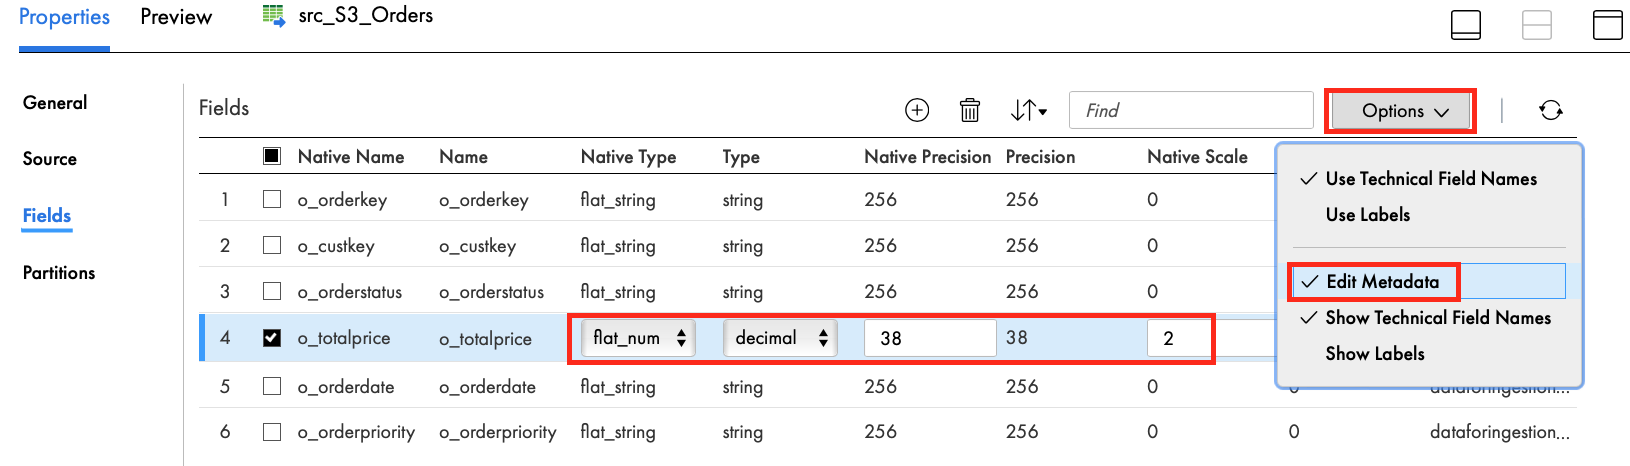 Properties Preview src_S3_Orders
General
Source
Fields
Partitions
Fields Find Options
Native Name Name Native Type Type Native Precision Precision Native Scale
1 o_orderkey o_orderkey flat_string string 256 256 0
2 o_custkey o_custkey flat_string string 256 256 0
3 o_orderstatus o_orderstatus flat_string string 256 256 0
4 o_totalprice o_totalprice flat_num decimal 38 38 2
5 o_orderdate o_orderdate flat_string string 256 256 0 0 dataforingestion...
6 o_orderpriority o_orderpriority flat_string string 256 256 0 0 dataforingestion...
Use Technical Field Names
Use Labels
Edit Metadata
Show Technical Field Names
Show Labels